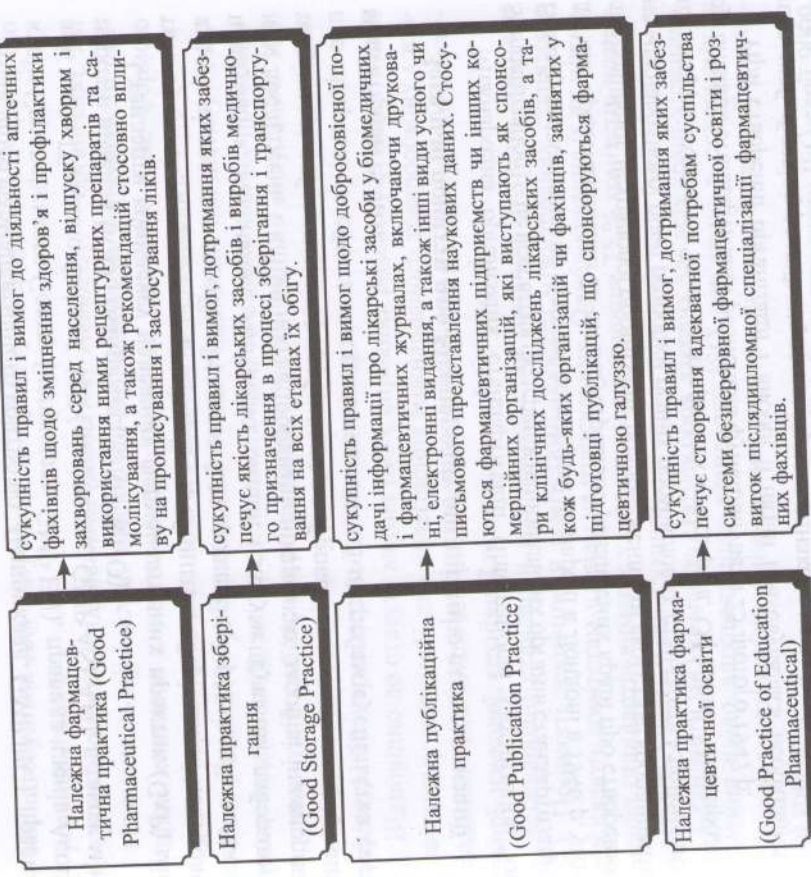 Належна фармацев-
тична практика (Good
Pharmaceutical Practice)
сукупність правил і вимог до діяльності аптечних
фахівців щодо зміцнення здоров'я і профілактики
захворювань серед населення, відпуску хворим і
використання ними рецептурних препаратів та са-
молікування, а також рекомендацій стосовно впли-
ву на прописування і застосування ліків.
Належна практика збері-
гання
(Good Storage Practice)
сукупність правил і вимог, дотримання яких забез-
печує якість лікарських засобів і виробів медично-
го призначення в процесі зберігання і транспорту-
вання на всіх етапах їх обігу.
Належна публікаційна
практика
(Good Publication Practice)
сукупність правил і вимог щодо добросовісної по-
дачі інформації про лікарські засоби у біомедичних
і фармацевтичних журналах, включаючи друкова-
ні, електронні видання, а також інші види усного чи
письмового представлення наукових даних. Стосу-
ються фармацевтичних підприємств чи інших ко-
мерційних організацій, які виступають як спонсо-
ри клінічних досліджень лікарських засобів, а та-
кож будь-яких організацій чи фахівців, зайнятих у
підготовці публікацій, що спонсоруються фарма-
цевтичною галуззю.
Належна практика фарма-
цевтичної освіти
(Good Practice of Education
Pharmaceutical)
сукупність правил і вимог, дотримання яких забез-
печує створення адекватної потребам суспільства
системи безперервної фармацевтичної освіти і роз-
виток післядипломної спеціалізації фармацевтич-
них фахівців.